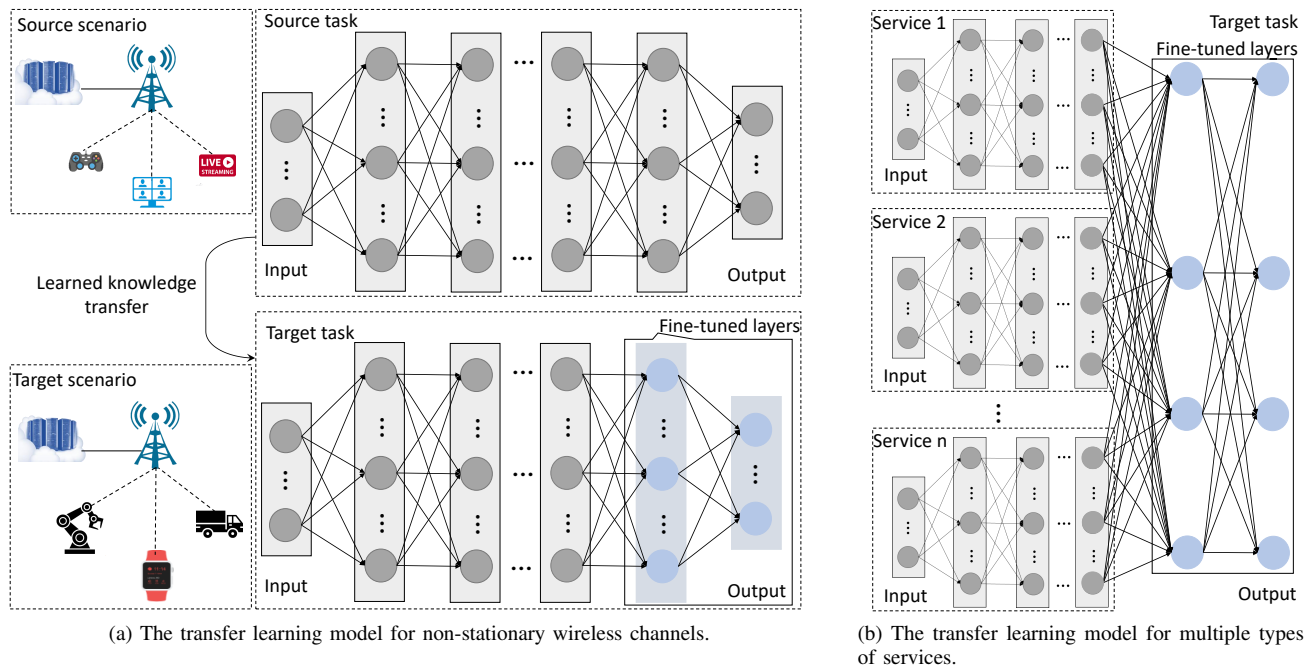 Source scenario
LIVE
STREAMING
Source task
...
Input
...
Output
Learned knowledge
transfer
Target scenario
Target task
Fine-tuned layers
...
Input
...
Output
(a) The transfer learning model for non-stationary wireless channels.
Service 1
Target task
Fine-tuned layers
Input
Service 2
Input
Service n
Input
Output
(b) The transfer learning model for multiple types
of services.